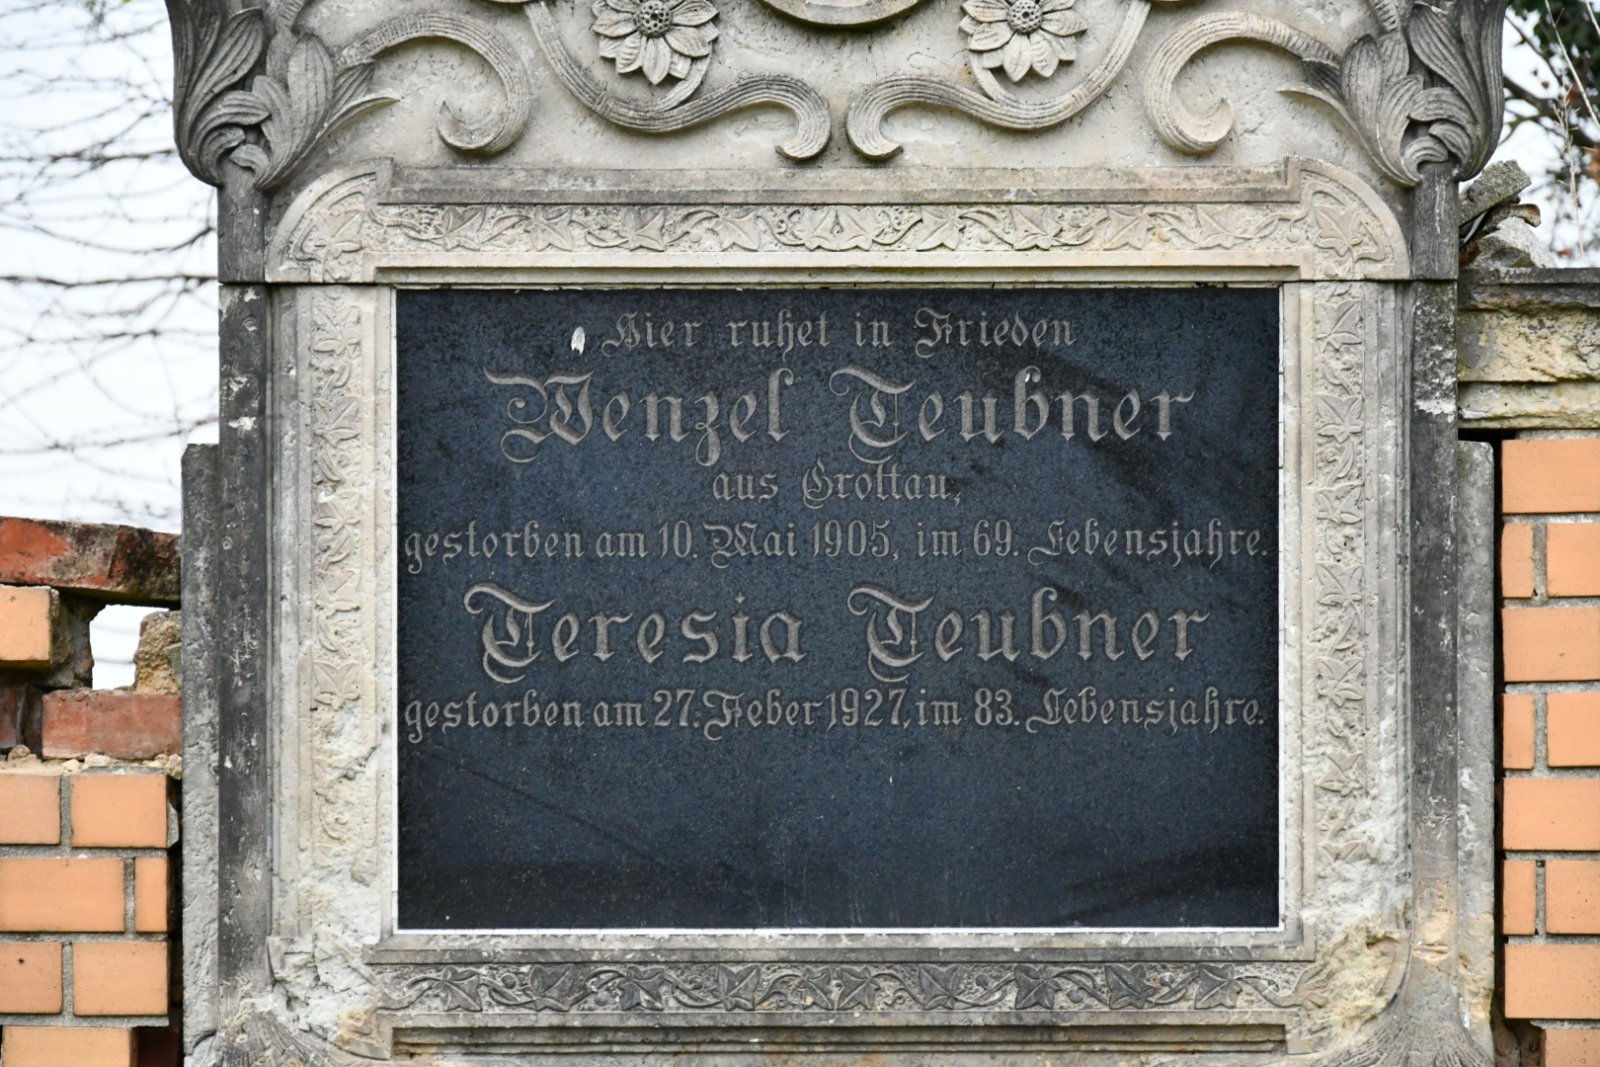 Hier ruhet in Frieden
Wenzel Teubner
aus Grottau,
gestorben am 10. Mai 1905, im 69. Lebensjahre.
Teresia Teubner
gestorben am 27. Feber 1927, im 83. Lebensjahre.